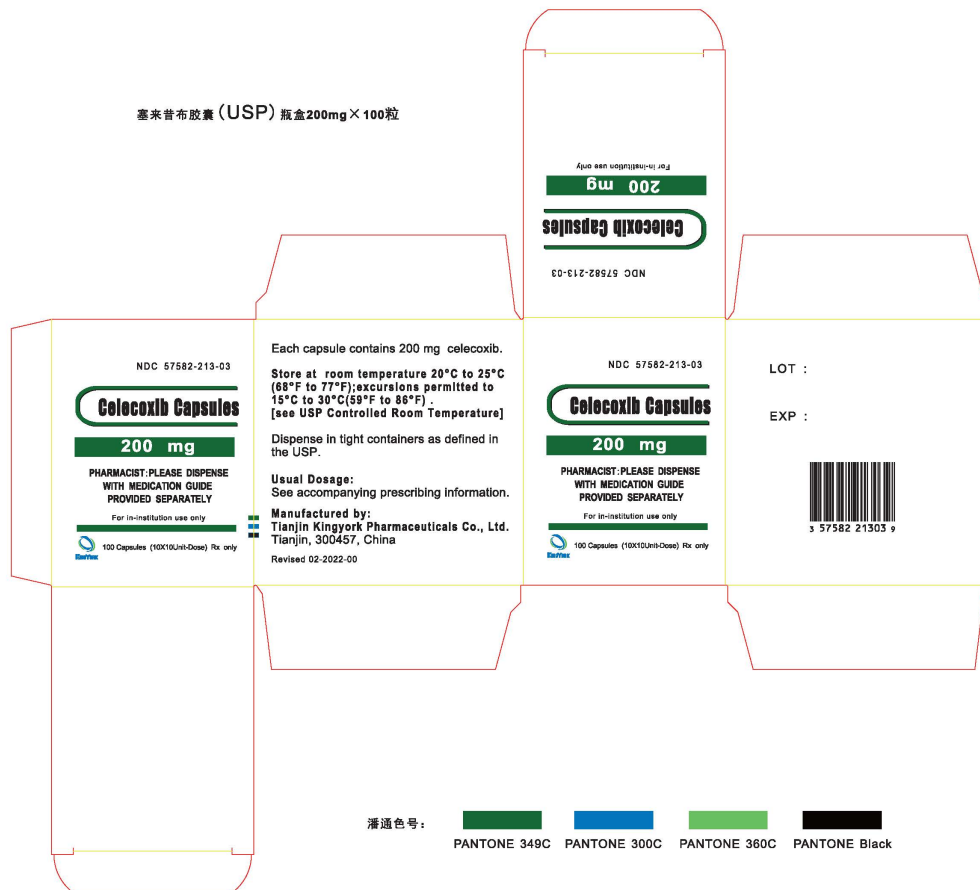 塞来昔布胶囊(USP)瓶盒200mg×100粒
NDC 57582-213-03
Celecoxib Capsules
200 mg
For in-institution use only
NDC 57582-213-03
Celecoxib Capsules
200 mg
PHARMACIST:PLEASE DISPENSE
WITH MEDICATION GUIDE
PROVIDED SEPARATELY
For in-institution use only
KingYork
100 Capsules (10X10Unit-Dose) Rx only
Each capsule contains 200 mg celecoxib.
Store at room temperature 20°C to 25°C
(68°F to 77°F);excursions permitted to
15°C to 30°C(59°F to 86°F) .
[see USP Controlled Room Temperature]
Dispense in tight containers as defined in
the USP.
Usual Dosage:
See accompanying prescribing information.
Manufactured by:
Tianjin Kingyork Pharmaceuticals Co., Ltd.
Tianjin, 300457, China
Revised 02-2022-00
NDC 57582-213-03
Celecoxib Capsules
200 mg
PHARMACIST:PLEASE DISPENSE
WITH MEDICATION GUIDE
PROVIDED SEPARATELY
For in-institution use only
KingYork
100 Capsules (10X10Unit-Dose) Rx only
LOT :
EXP :
3 57582 21303 9
潘通色号：
PANTONE 349C PANTONE 300C PANTONE 360C PANTONE Black